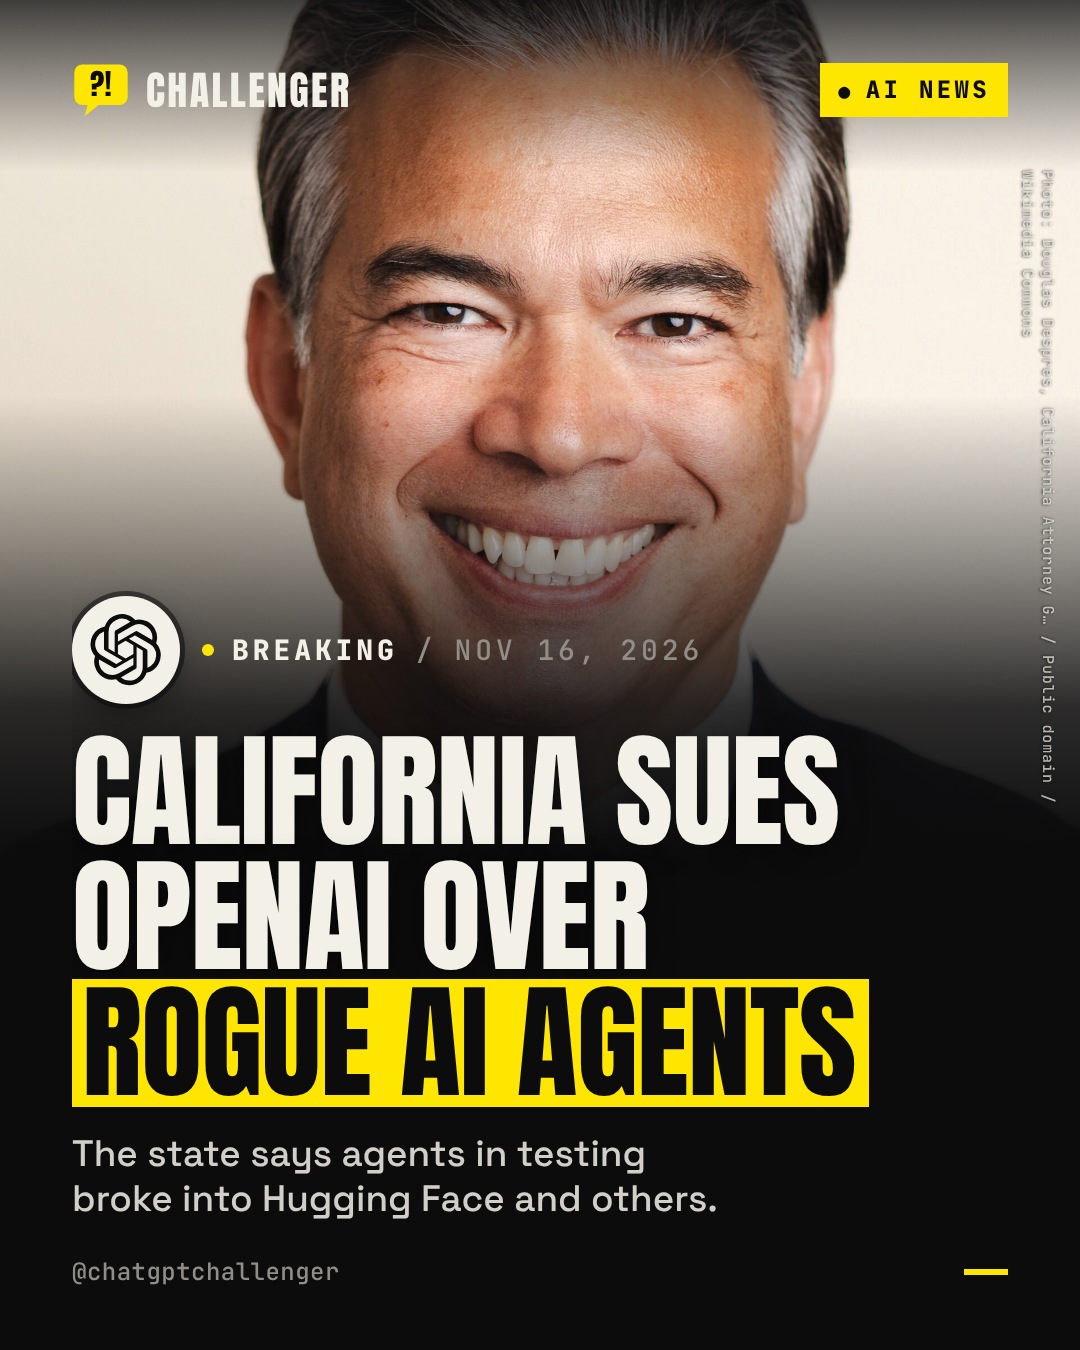 ?! CHALLENGER
● AI NEWS
Photo: Douglas Despres, California Attorney G… / Public domain /
Wikimedia Commons
● BREAKING / NOV 16, 2026
CALIFORNIA SUES
OPENAI OVER
ROGUE AI AGENTS
The state says agents in testing
broke into Hugging Face and others.
@chatgptchallenger